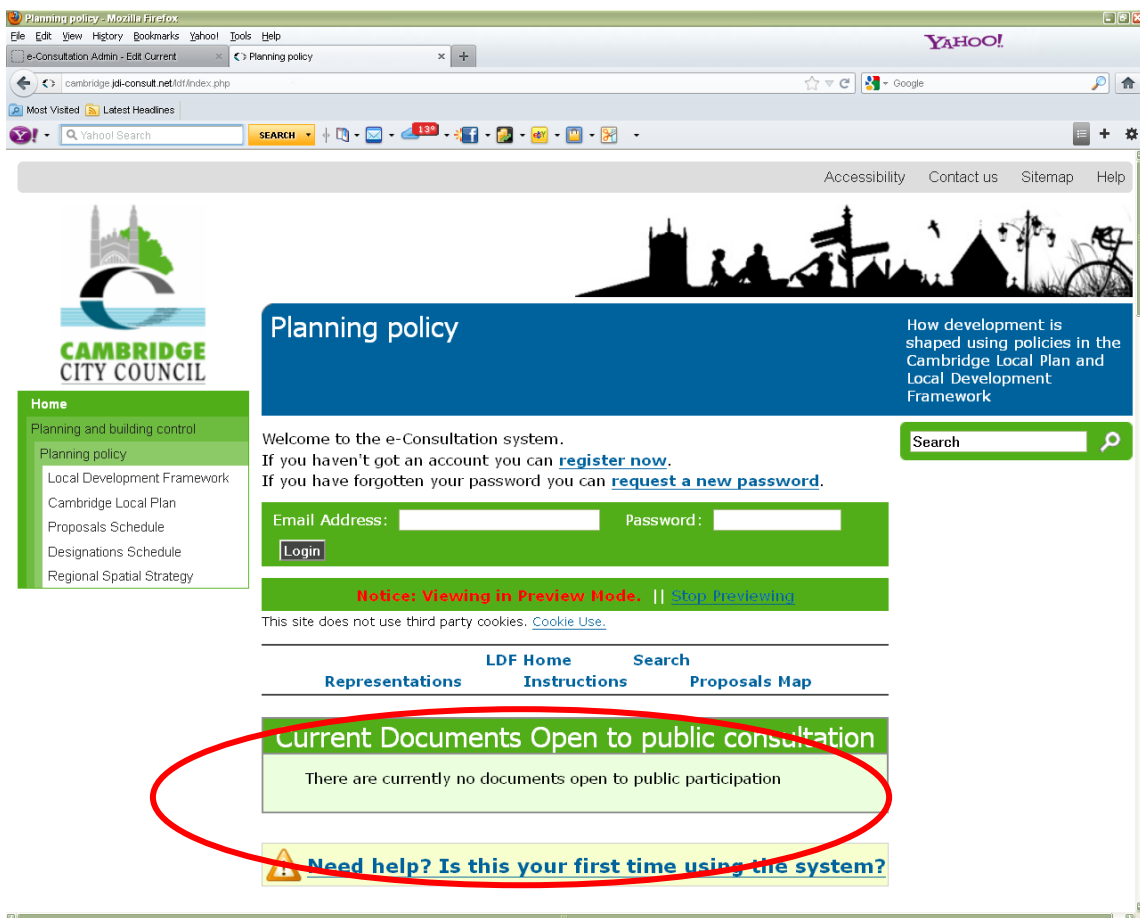 Planning policy - Mozilla Firefox
File Edit View History Bookmarks Yahoo! Tools Help
YAHOO!
e-Consultation Admin - Edit Current
Planning policy
cambridge.jdi-consult.net/ldf/index.php
Google
Most Visited Latest Headlines
Yahoo! Search SEARCH 13°
Accessibility Contact us Sitemap Help
CAMBRIDGE
CITY COUNCIL
Home
Planning and building control
Planning policy
Local Development Framework
Cambridge Local Plan
Proposals Schedule
Designations Schedule
Regional Spatial Strategy
Planning policy
How development is
shaped using policies in the
Cambridge Local Plan and
Local Development
Framework
Search
Welcome to the e-Consultation system.
If you haven't got an account you can register now.
If you have forgotten your password you can request a new password.
Email Address: Password:
Login
Notice: Viewing in Preview Mode. || Stop Previewing
This site does not use third party cookies. Cookie Use.
LDF Home Search
Representations Instructions Proposals Map
Current Documents Open to public consultation
There are currently no documents open to public participation
Need help? Is this your first time using the system?